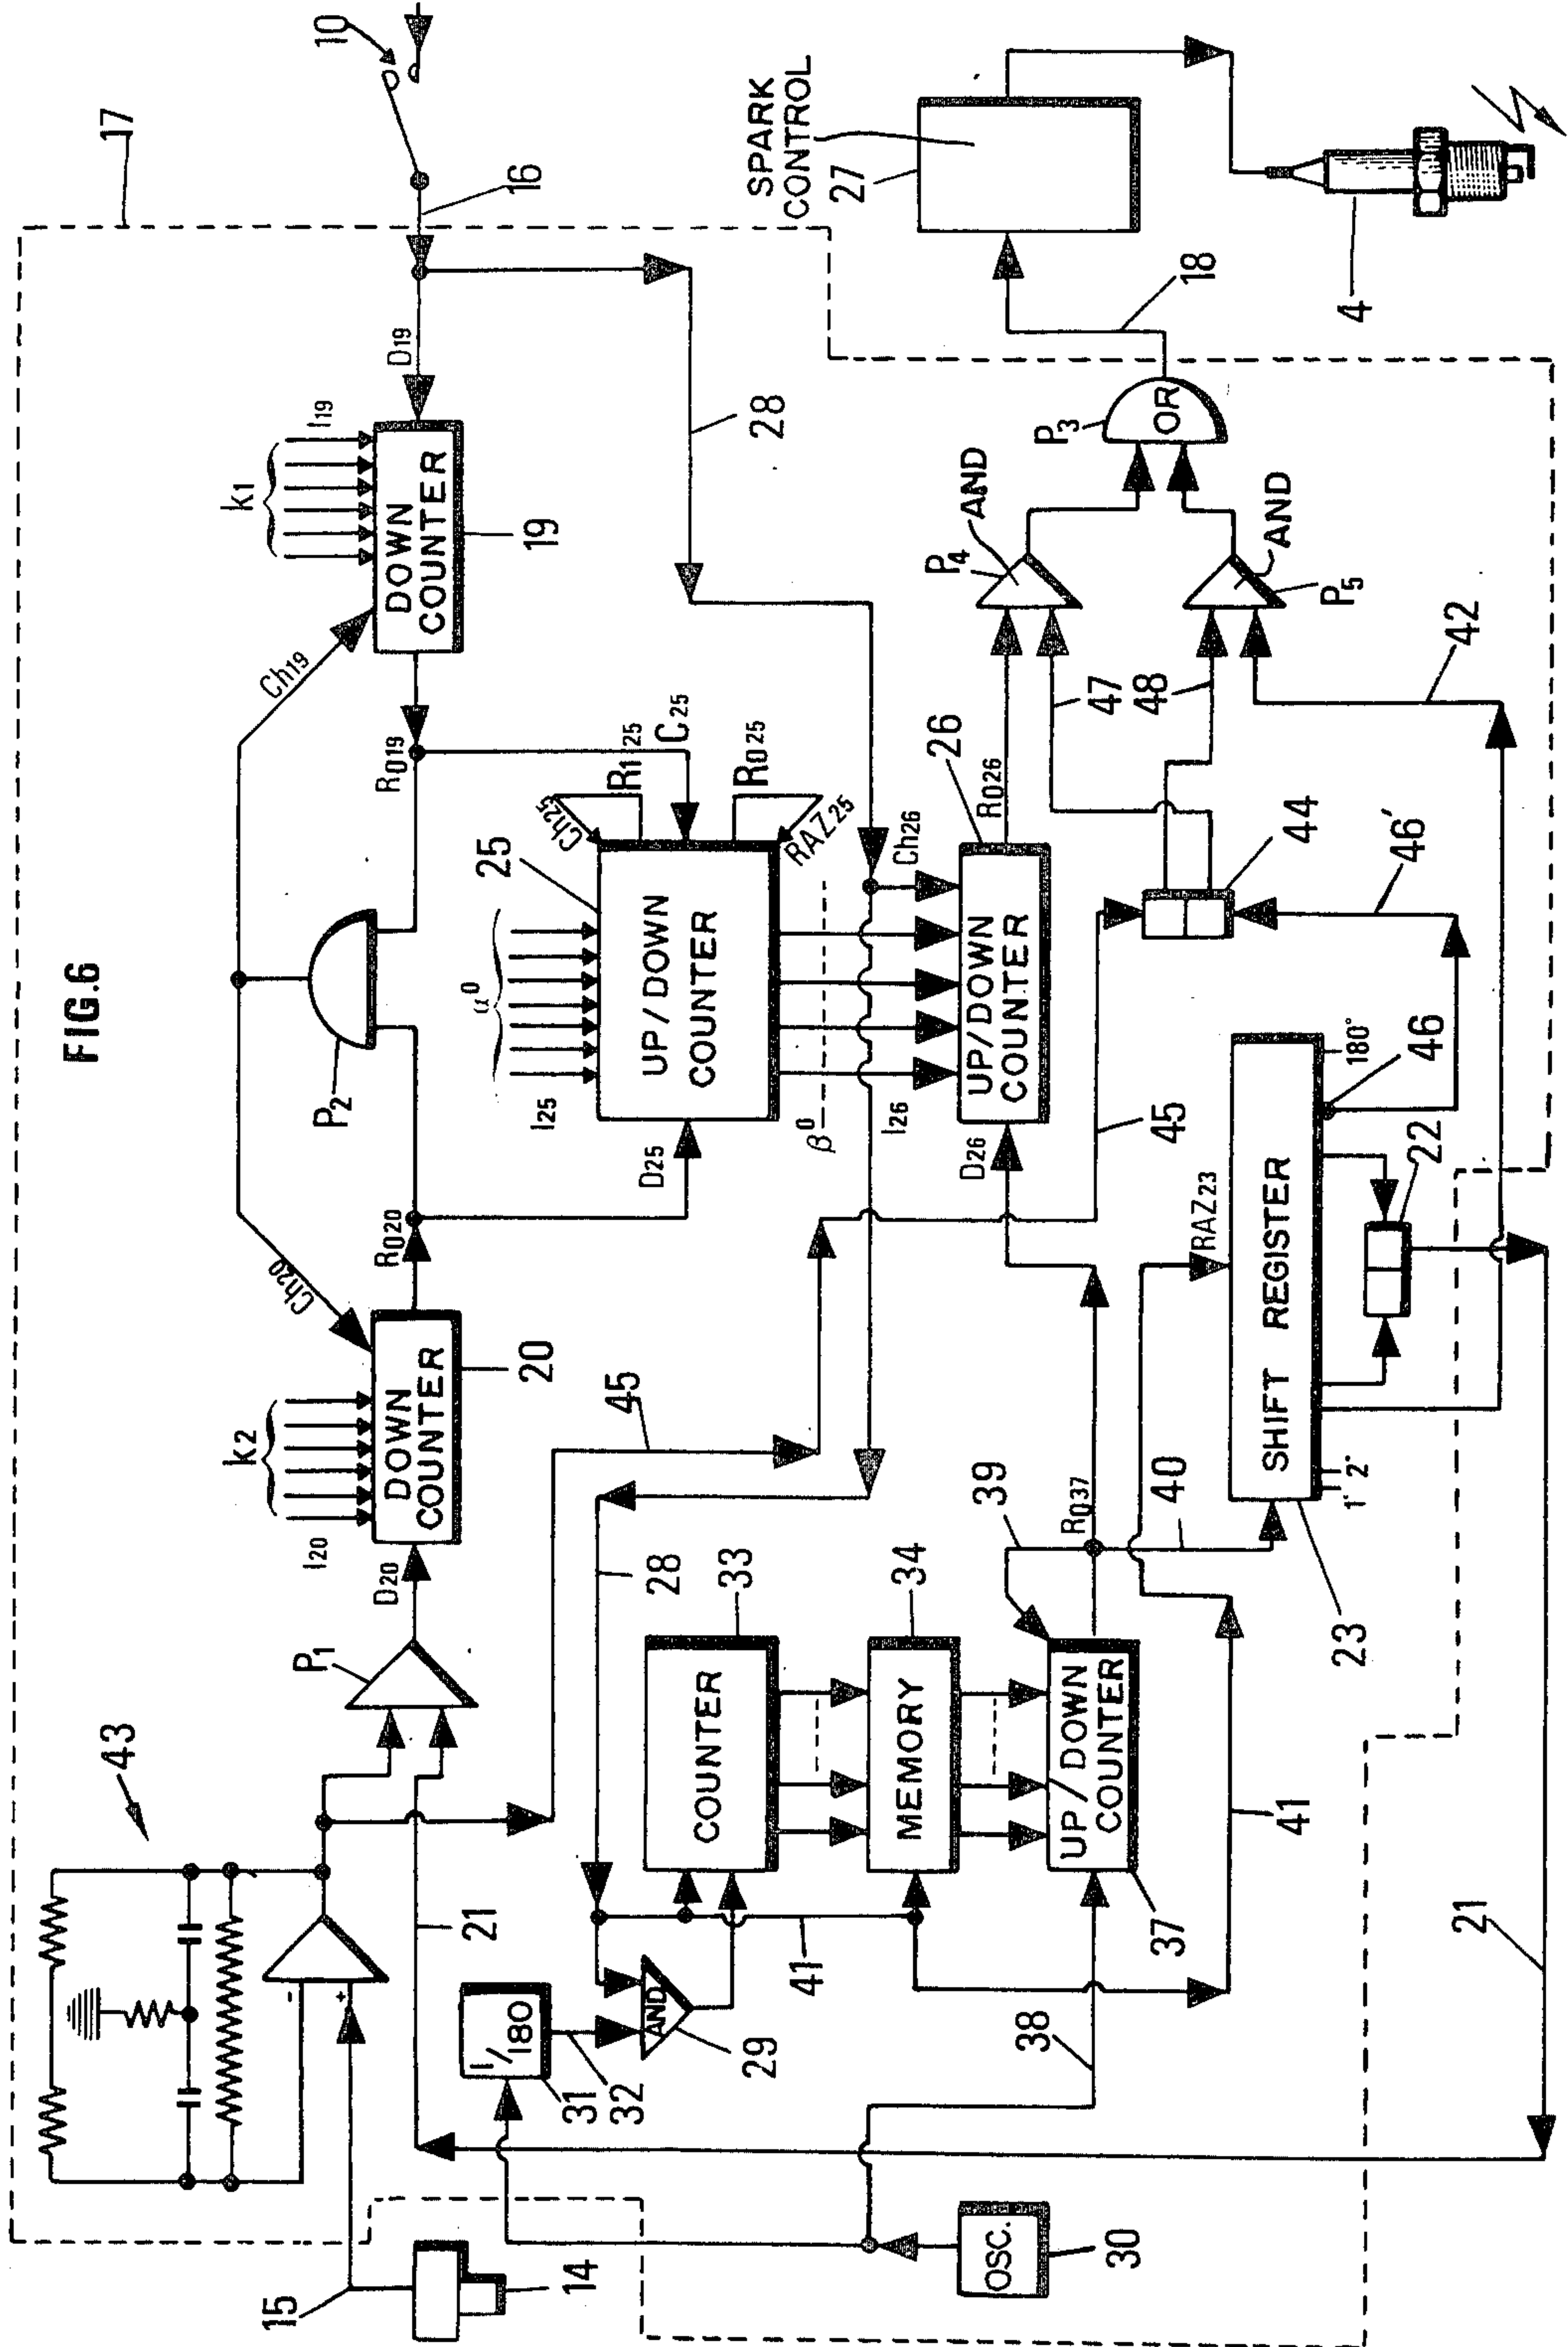 FIG.6
17
10
16
43
P1
D20
I20
k2
DOWN
COUNTER
20
Ch20
R020
P2
R019
Ch19
k1
I19
DOWN
COUNTER
19
D19
28
15
14
21
45
25
α0
I25
D25
UP/DOWN
COUNTER
Ch25
R1 25
C25
R025
RAZ25
β0
I26
Ch26
D26
UP/DOWN
COUNTER
26
R026
1/180
31
32
AND
29
28
COUNTER
33
MEMORY
34
UP/DOWN
COUNTER
37
38
39
R037
40
41
41
OSC.
30
45
RAZ23
SHIFT REGISTER
23
1°
2°
180°
46
46'
22
44
47
48
42
21
P4
AND
P5
AND
P3
OR
18
SPARK
CONTROL
27
4